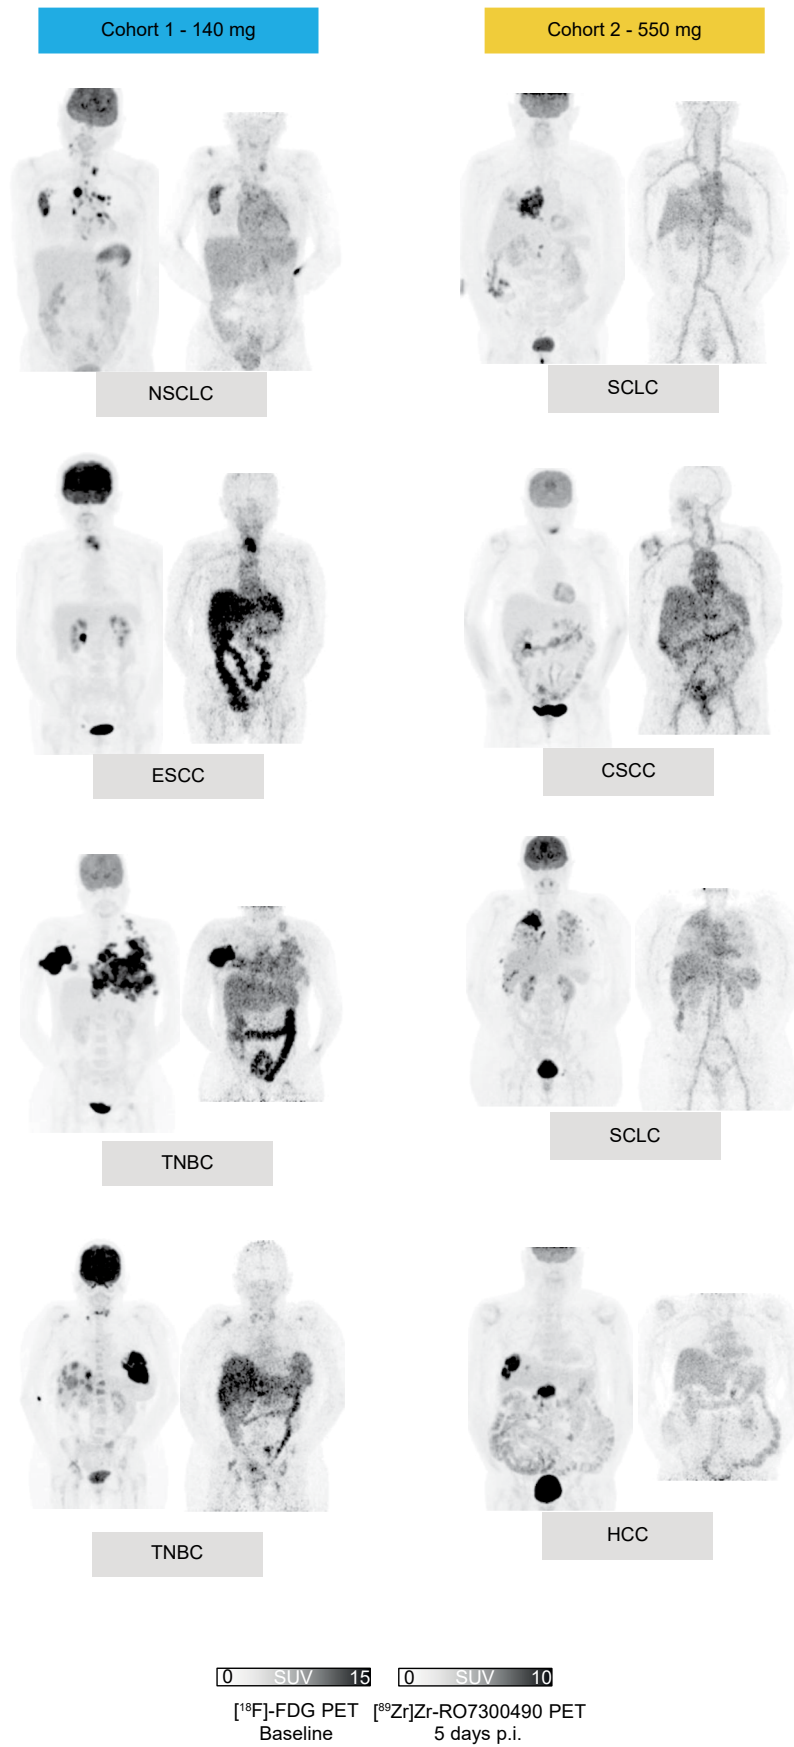 Cohort 1 - 140 mg
Cohort 2 - 550 mg
NSCLC
SCLC
ESCC
CSCC
TNBC
SCLC
TNBC
HCC
0 SUV 15
0 SUV 10
[¹⁸F]-FDG PET
Baseline
[⁸⁹Zr]Zr-RO7300490 PET
5 days p.i.